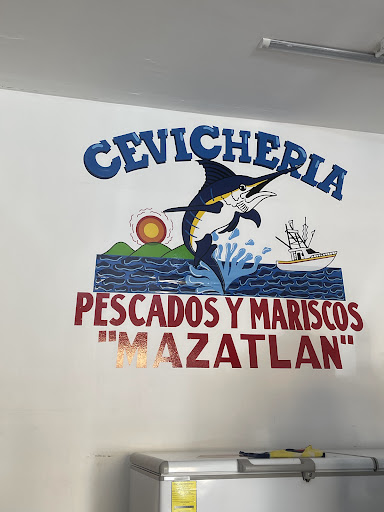 CEVICHERIA
PESCADOS Y MARISCOS
"MAZATLAN"